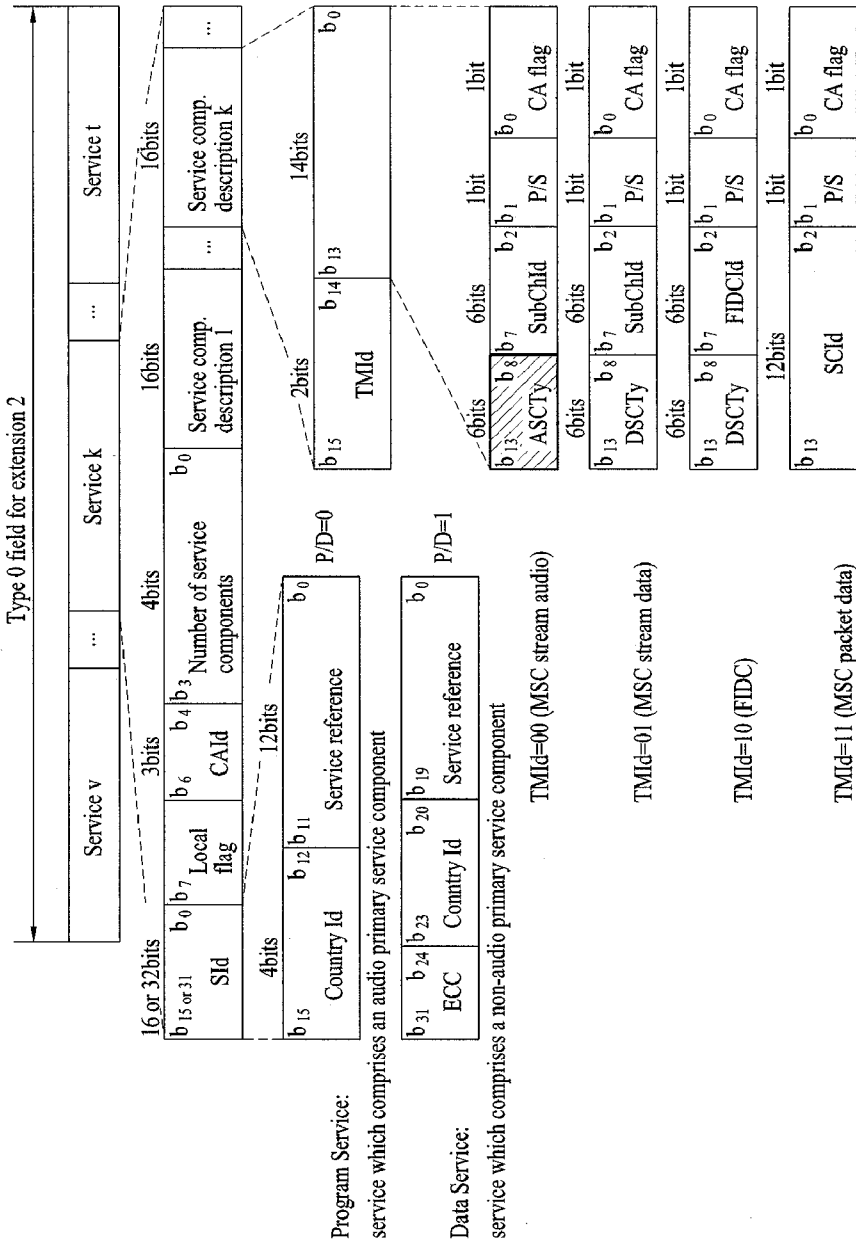 Type 0 field for extension 2
Service v ... Service k ... Service t
16 or 32bits 3bits 4bits 16bits 16bits
b15 or 31 SId b0 b7 Local flag b6 CAId b4 b3 Number of service components b0 Service comp. description 1 ... Service comp. description k ...
4bits 12bits 2bits 14bits
b15 Country Id b12 b11 Service reference b0 P/D=0
b15 TMId b14 b13 b0
Program Service:
service which comprises an audio primary service component
b31 ECC b24 b23 Conntry Id b20 b19 Service reference b0 P/D=1
Data Service:
service which comprises a non-audio primary service component
6bits 6bits 1bit 1bit
TMId=00 (MSC stream audio) b13 ASCTy b8 b7 SubChId b2 b1 P/S b0 CA flag
6bits 6bits 1bit 1bit
TMId=01 (MSC stream data) b13 DSCTy b8 b7 SubChId b2 b1 P/S b0 CA flag
6bits 6bits 1bit 1bit
TMId=10 (FIDC) b13 DSCTy b8 b7 FIDCId b2 b1 P/S b0 CA flag
12bits 1bit 1bit
TMId=11 (MSC packet data) b13 SCId b2 b1 P/S b0 CA flag